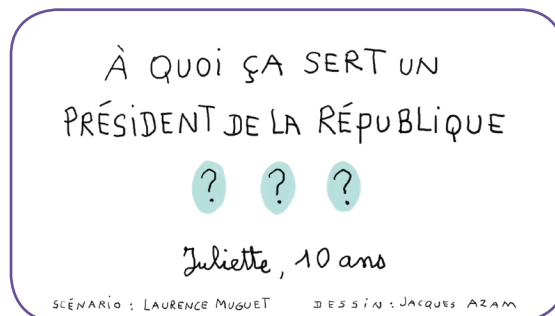 À QUOI ÇA SERT UN
PRÉSIDENT DE LA RÉPUBLIQUE
? ? ?
Juliette, 10 ans
SCÉNARIO : LAURENCE MUGUET DESSIN : JACQUES AZAM